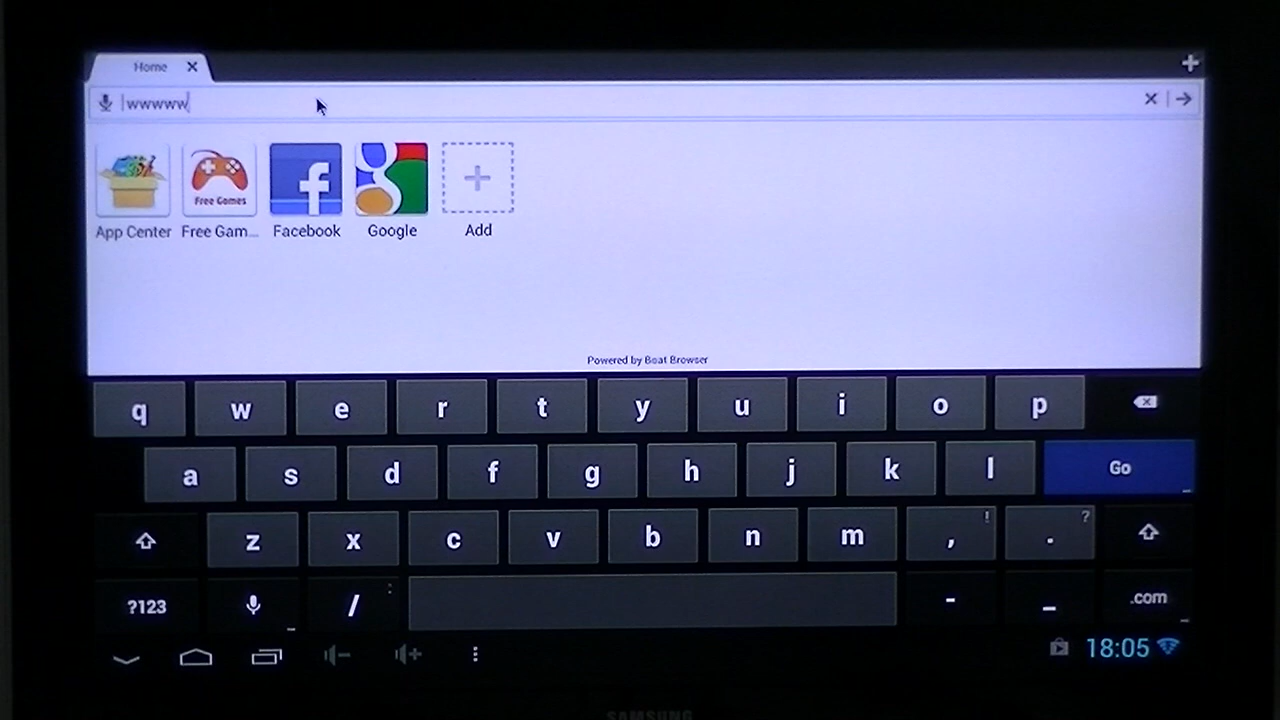 Home
wwwww
Free Games
App Center Free Gam... Facebook Google Add
Powered by Boat Browser
q w e r t y u i o p
a s d f g h j k l Go
z x c v b n m , ! . ?
?123 / : - _ .com
18:05
SAMSUNG